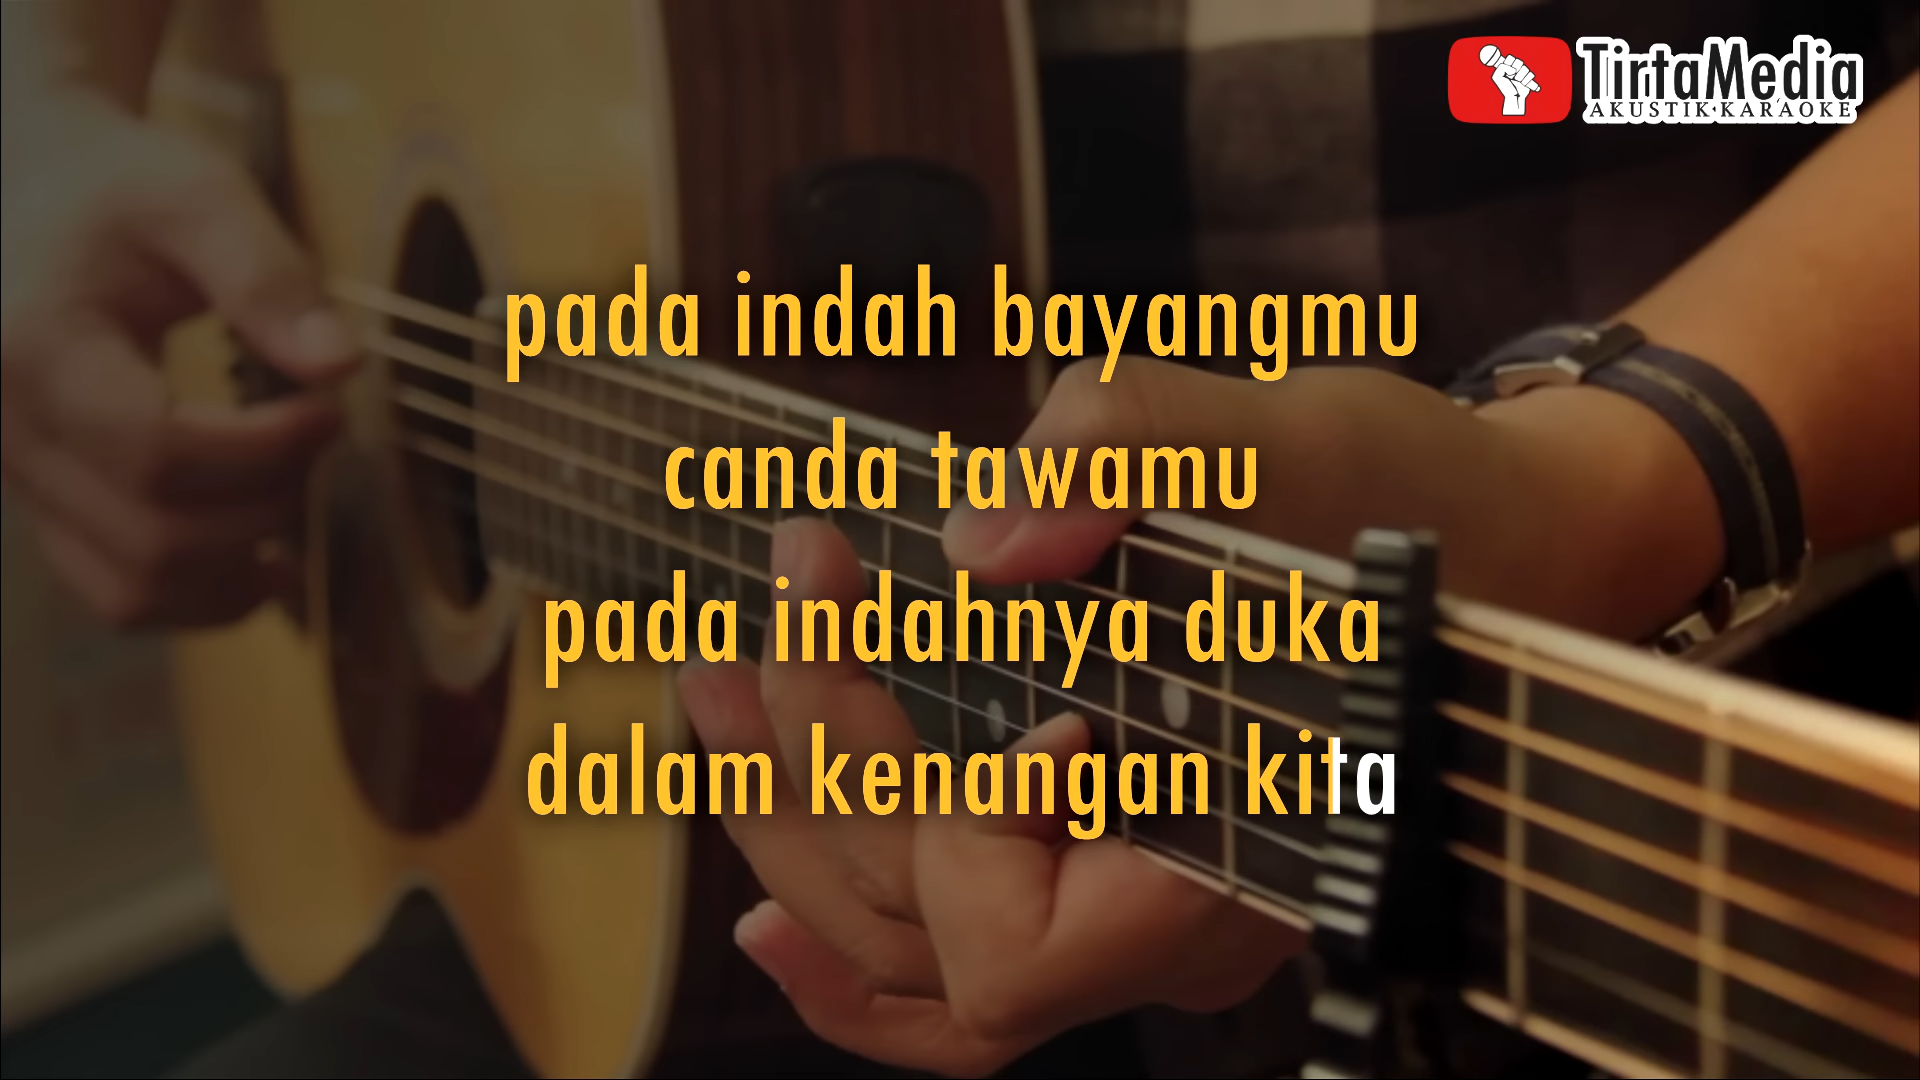 TirtaMedia
AKUSTIK KARAOKE
pada indah bayangmu
canda tawamu
pada indahnya duka
dalam kenangan kita